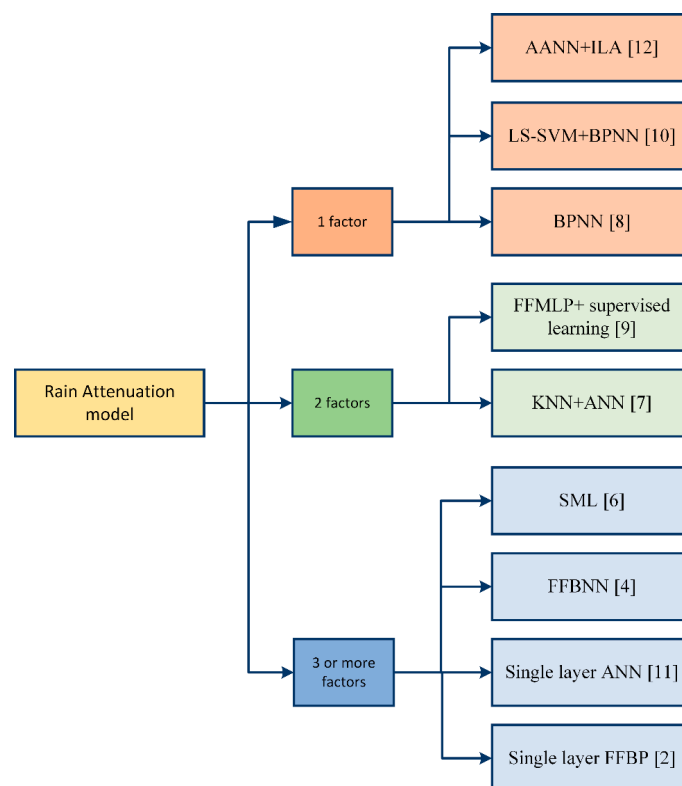 Rain Attenuation
model
1 factor
AANN+ILA [12]
LS-SVM+BPNN [10]
BPNN [8]
2 factors
FFMLP+ supervised
learning [9]
KNN+ANN [7]
3 or more
factors
SML [6]
FFBNN [4]
Single layer ANN [11]
Single layer FFBP [2]